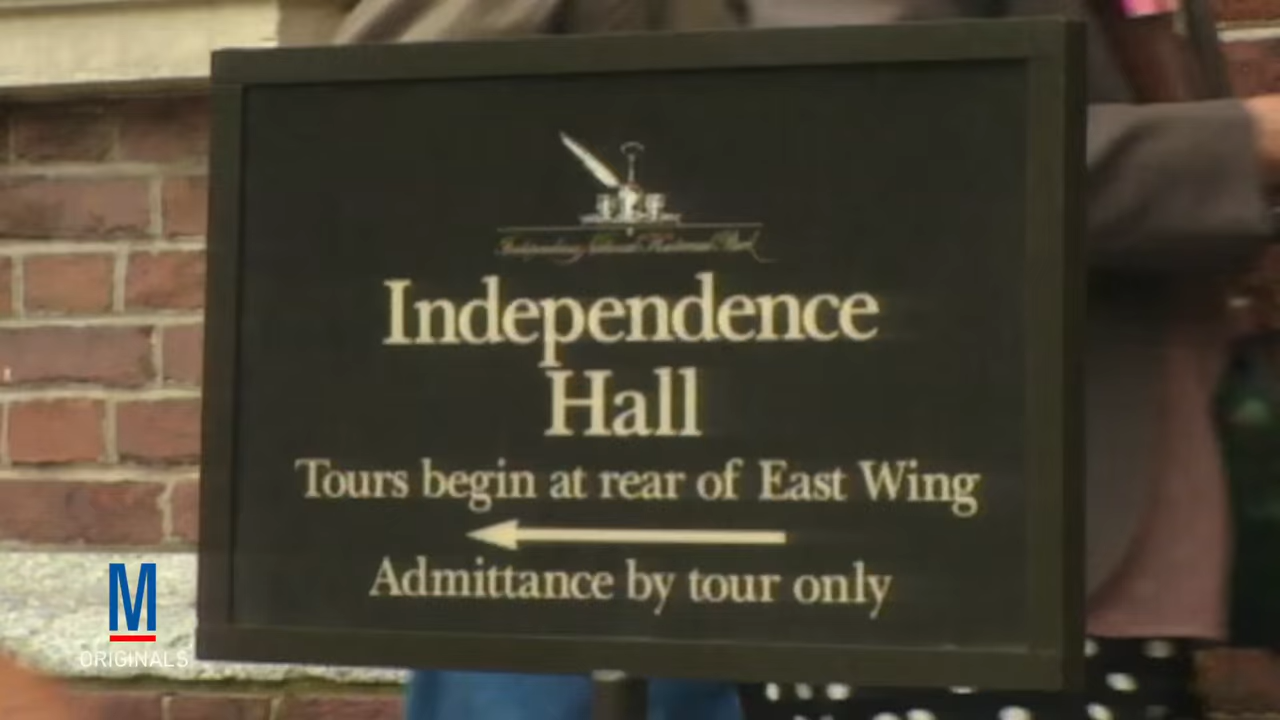 Independence
Hall
Tours begin at rear of East Wing
Admittance by tour only
M
ORIGINALS